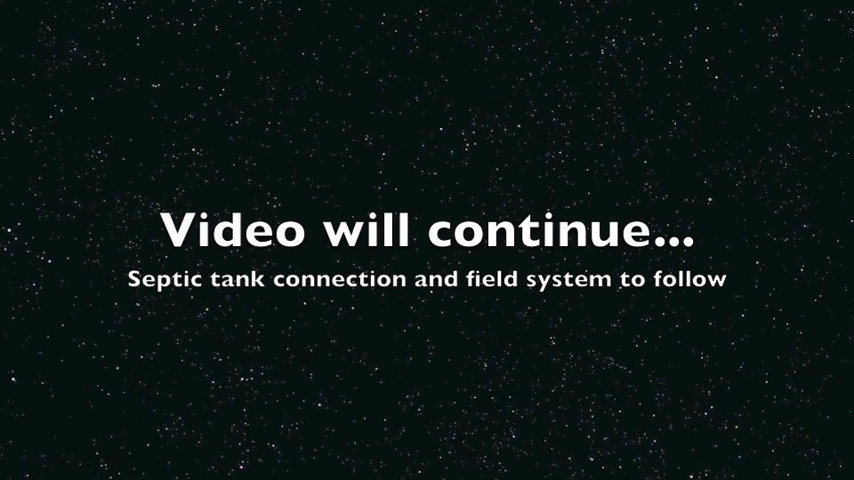 Video will continue...
Septic tank connection and field system to follow